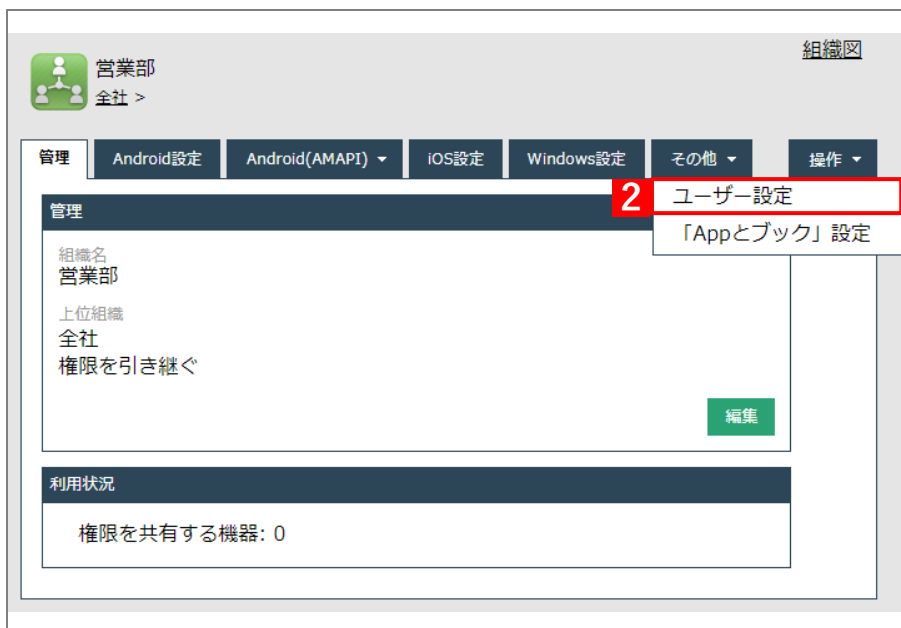 組織図
営業部
全社 >
管理 Android設定 Android(AMAPI) ▾ iOS設定 Windows設定 その他 ▾ 操作 ▾
2 ユーザー設定
「Appとブック」設定
管理
組織名
営業部
上位組織
全社
権限を引き継ぐ
編集
利用状況
権限を共有する機器: 0